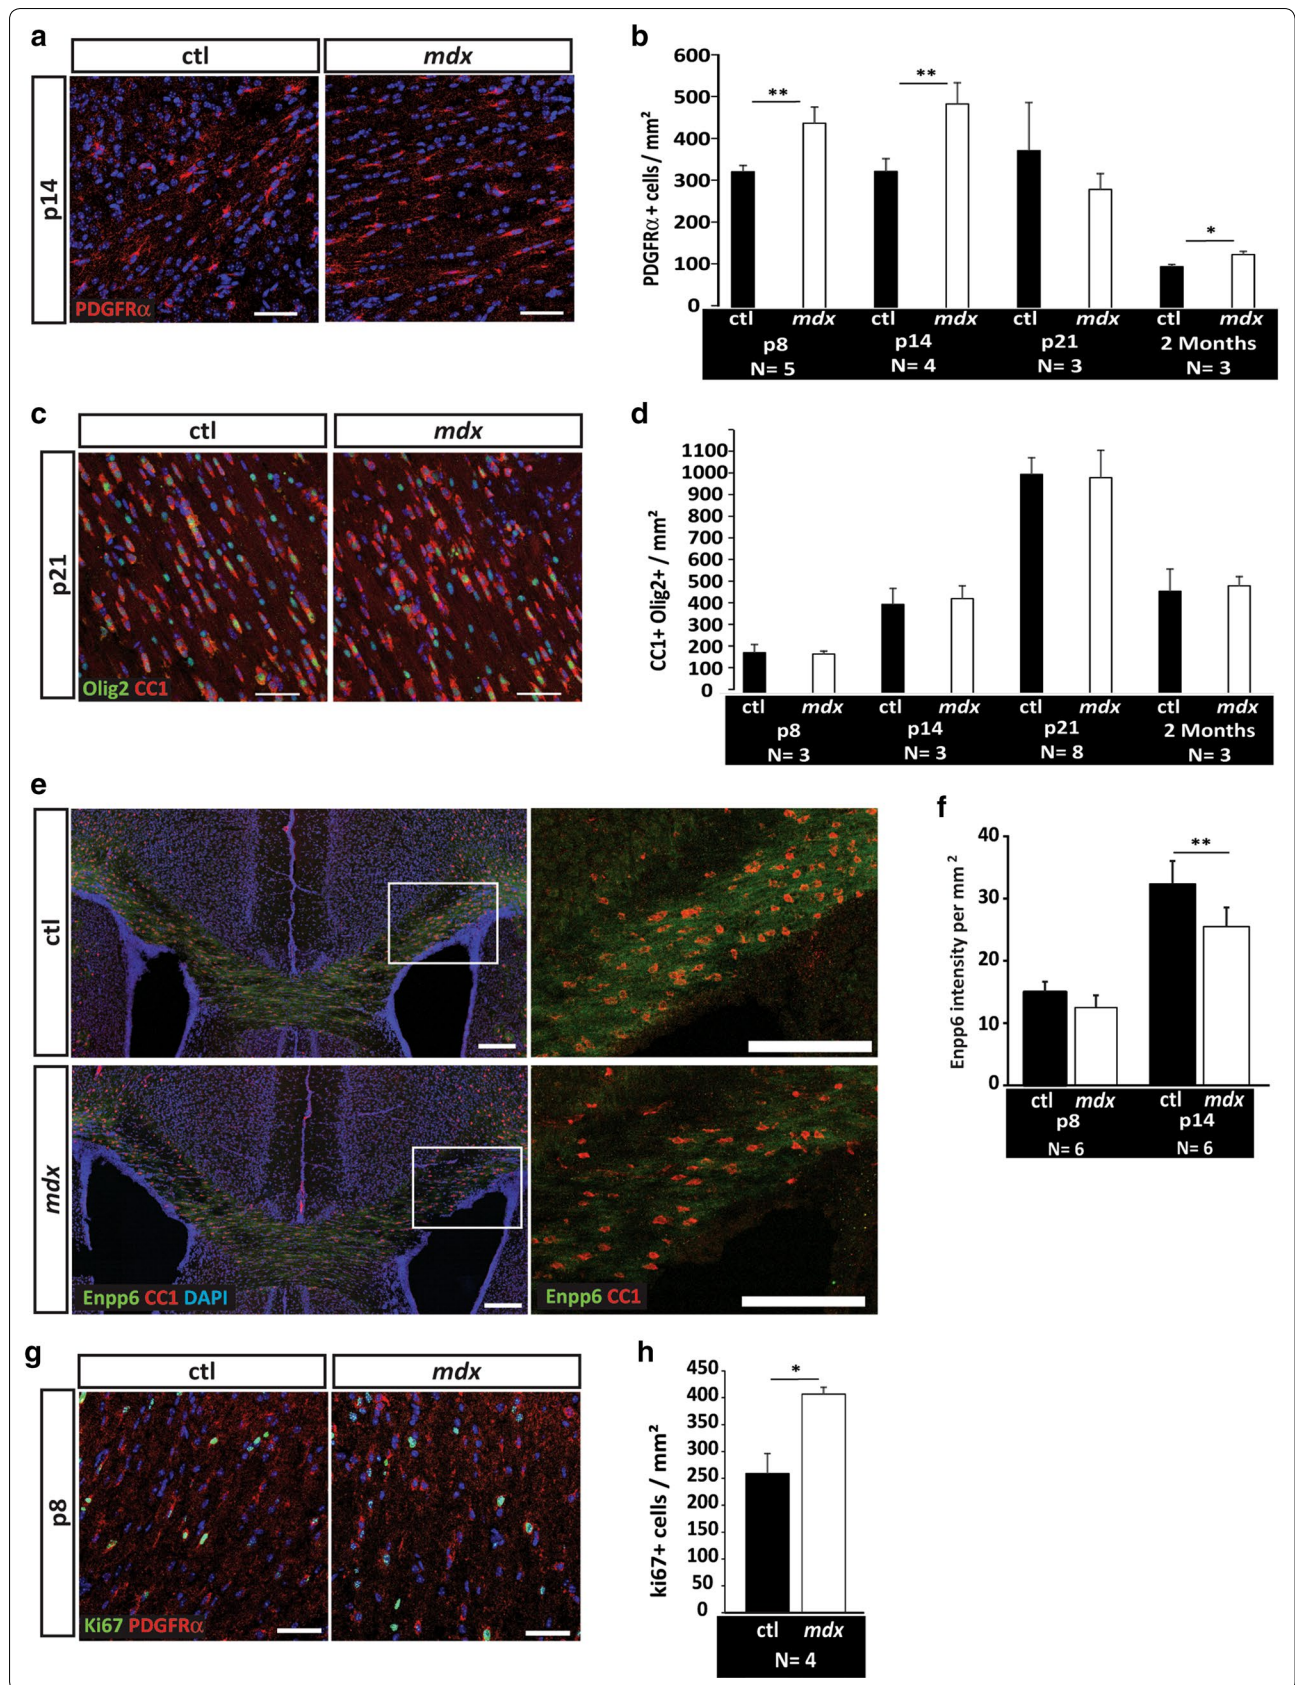 a
ctl mdx
p14
PDGFRα
b
PDGFRα + cells / mm²
600
500
400
300
200
100
0
** ** *
ctl mdx ctl mdx ctl mdx ctl mdx
p8 p14 p21 2 Months
N= 5 N= 4 N= 3 N= 3
c
ctl mdx
p21
Olig2 CC1
d
CC1+ Olig2+ / mm²
1100
1000
900
800
700
600
500
400
300
200
100
0
ctl mdx ctl mdx ctl mdx ctl mdx
p8 p14 p21 2 Months
N= 3 N= 3 N= 8 N= 3
e
ctl
mdx
Enpp6 CC1 DAPI
Enpp6 CC1
f
Enpp6 intensity per mm²
40
30
20
10
0
**
ctl mdx ctl mdx
p8 p14
N= 6 N= 6
g
ctl mdx
p8
Ki67 PDGFRα
h
ki67+ cells / mm²
450
400
350
300
250
200
150
100
50
0
*
ctl mdx
N= 4